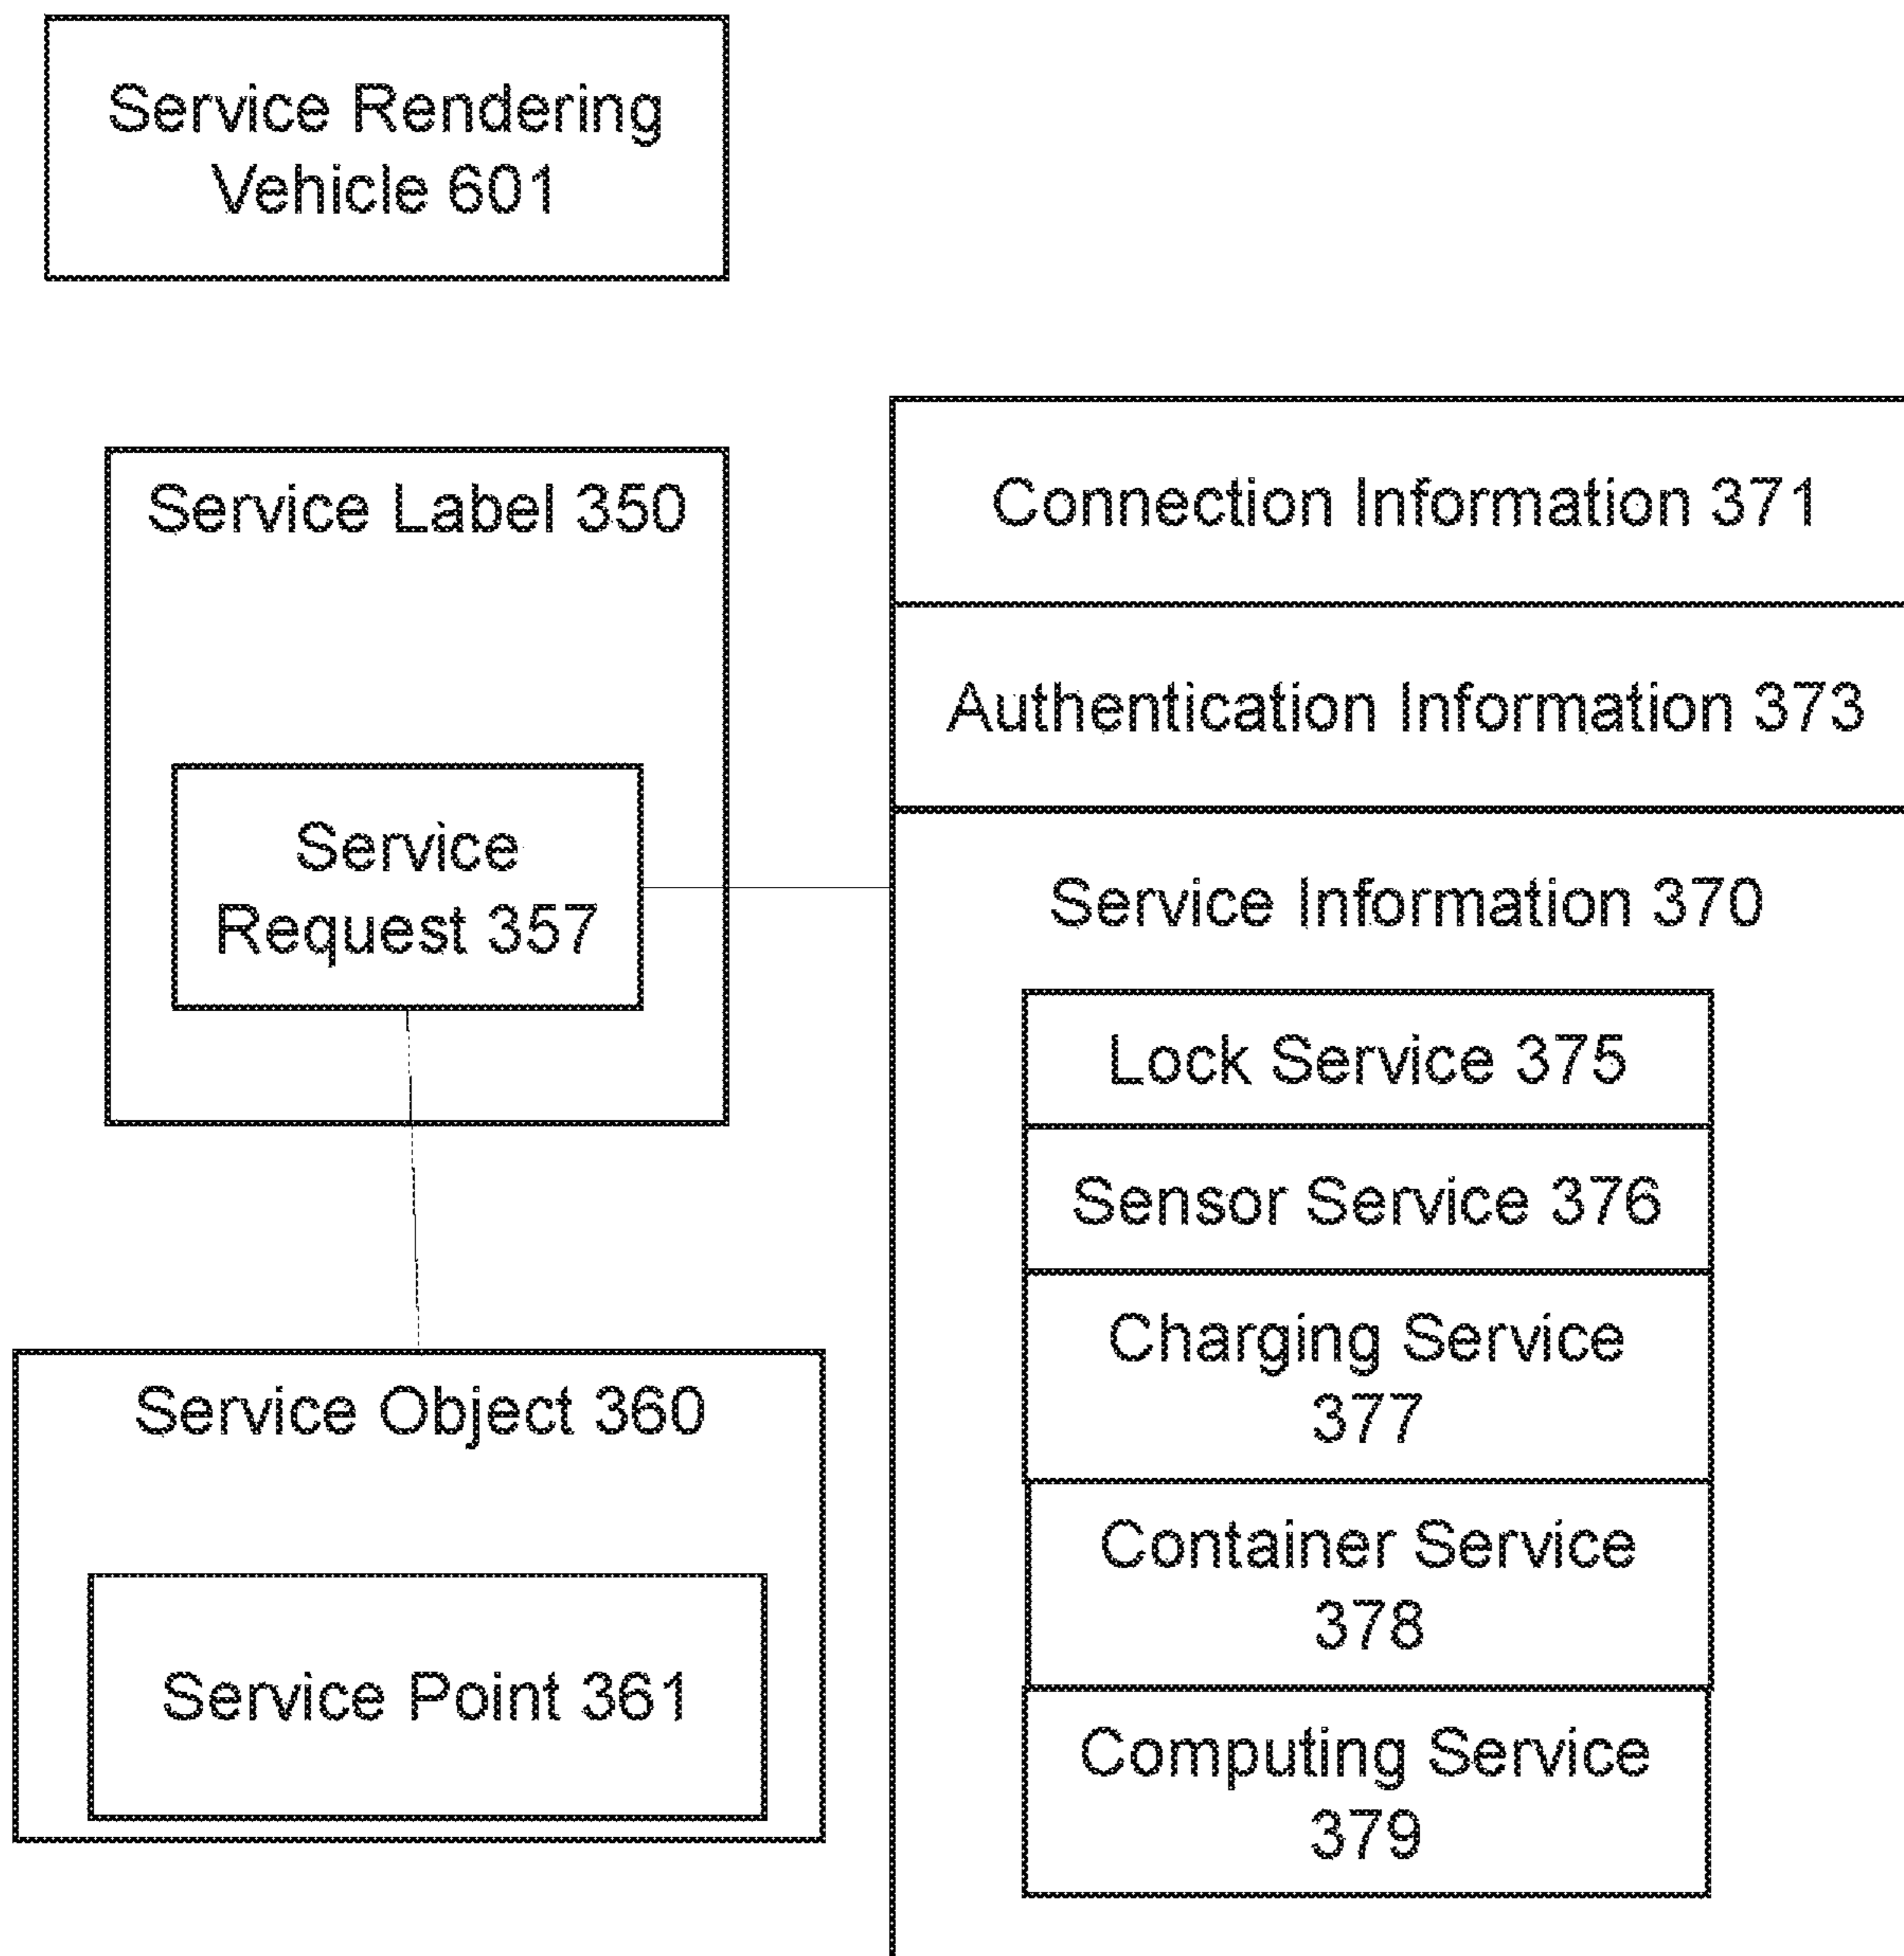 Service Rendering
Vehicle 601
Service Label 350
Service
Request 357
Service Object 360
Service Point 361
Connection Information 371
Authentication Information 373
Service Information 370
Lock Service 375
Sensor Service 376
Charging Service
377
Container Service
378
Computing Service
379